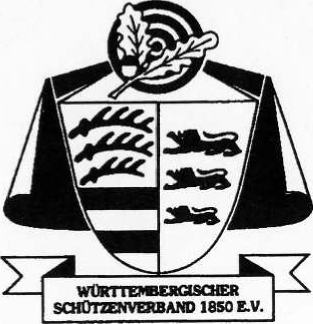 WÜRTTEMBERGISCHER
SCHÜTZENVERBAND 1850 E.V.